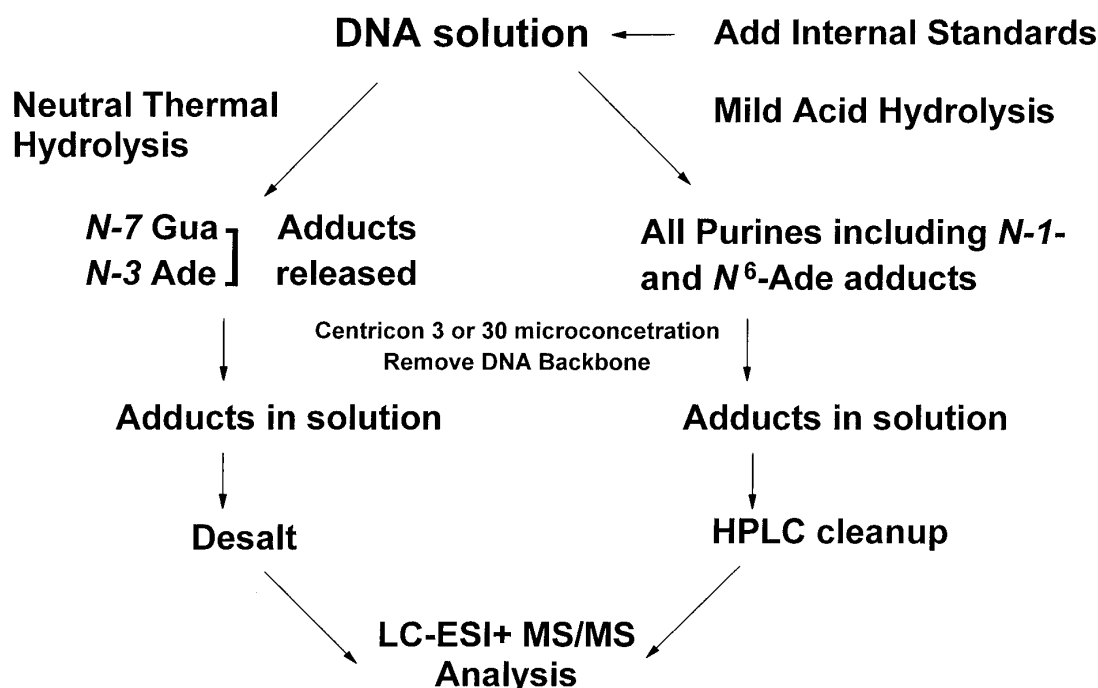 DNA solution
Add Internal Standards
Neutral Thermal
Hydrolysis
Mild Acid Hydrolysis
N-7 Gua
N-3 Ade
Adducts
released
All Purines including N-1-
and N⁶-Ade adducts
Centricon 3 or 30 microconcetration
Remove DNA Backbone
Adducts in solution
Adducts in solution
Desalt
HPLC cleanup
LC-ESI+ MS/MS
Analysis